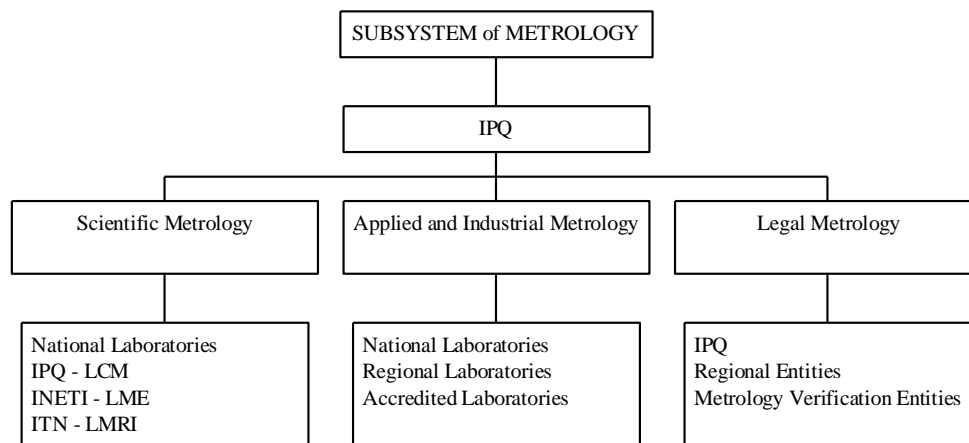 SUBSYSTEM of METROLOGY
IPQ
Scientific Metrology
Applied and Industrial Metrology
Legal Metrology
National Laboratories
IPQ - LCM
INETI - LME
ITN - LMRI
National Laboratories
Regional Laboratories
Accredited Laboratories
IPQ
Regional Entities
Metrology Verification Entities